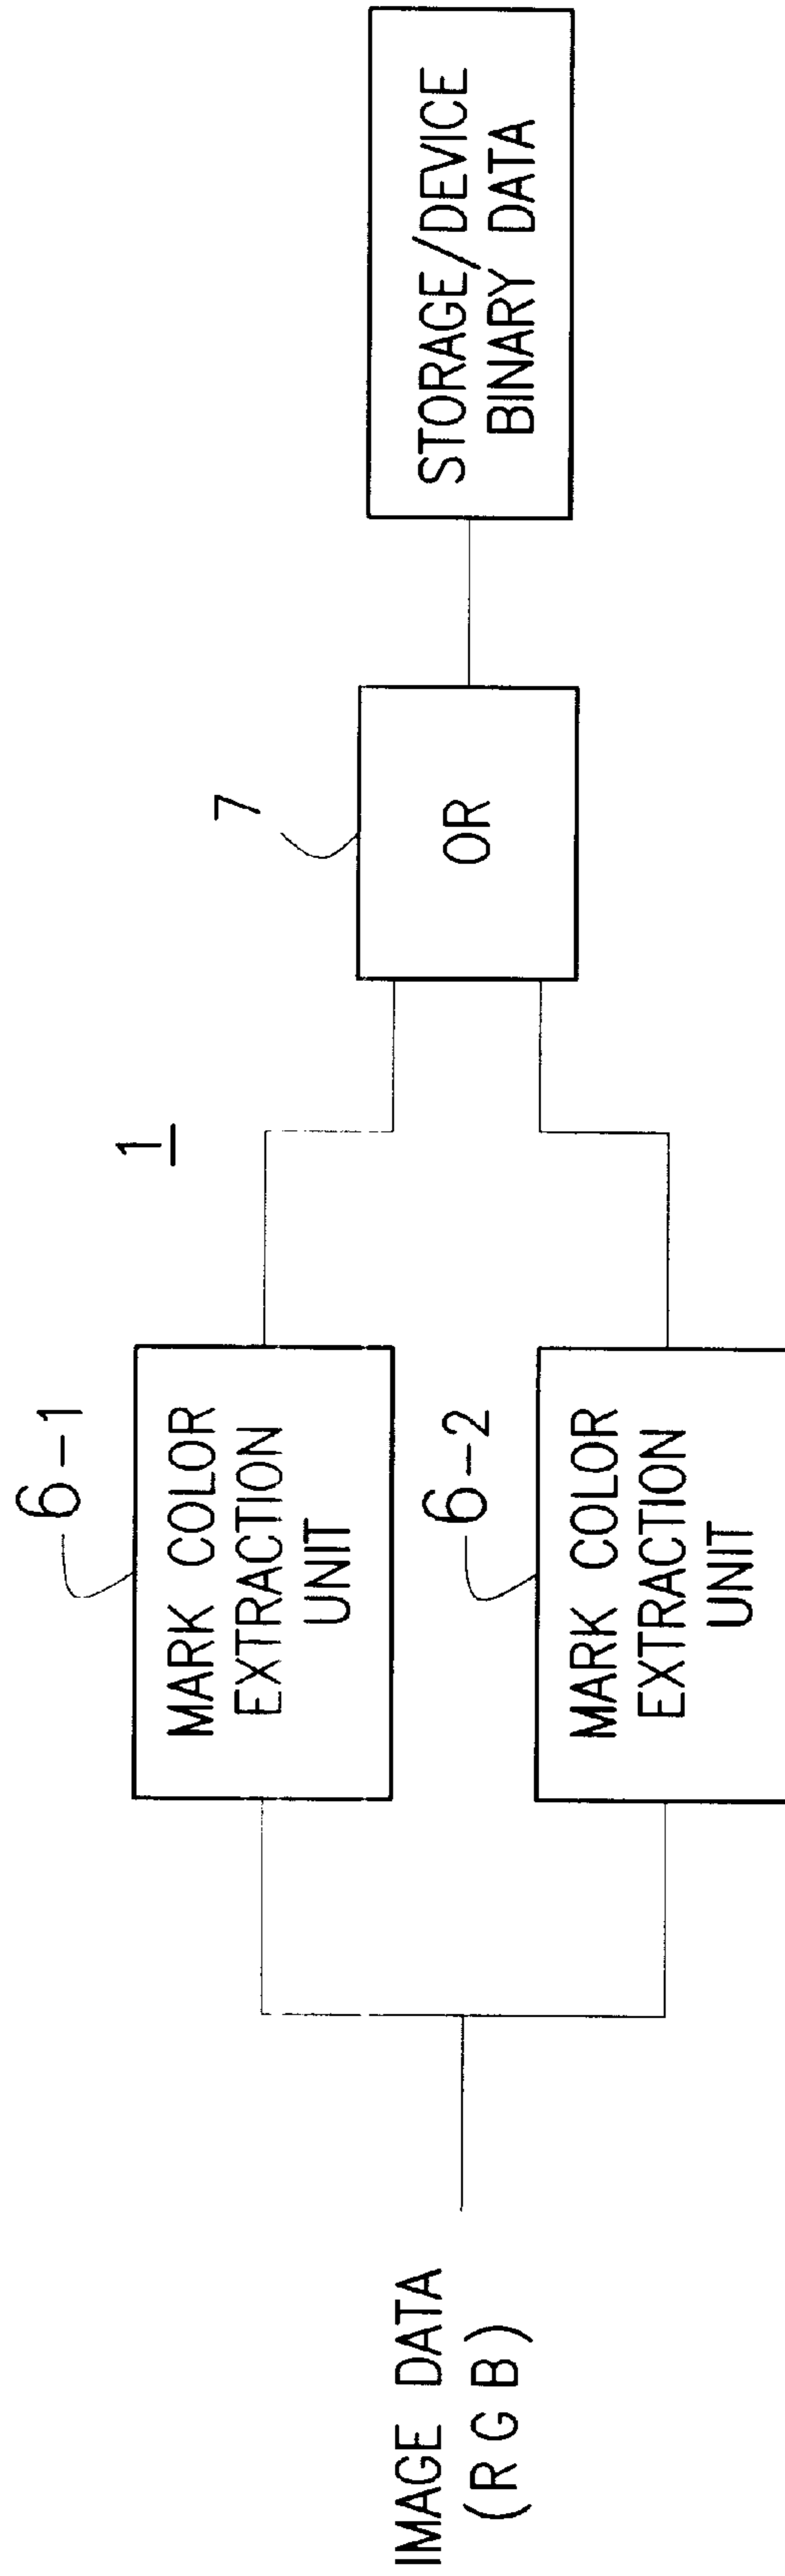 IMAGE DATA
(R G B)
6-1
MARK COLOR
EXTRACTION
UNIT
6-2
MARK COLOR
EXTRACTION
UNIT
1
7
OR
STORAGE/DEVICE
BINARY DATA